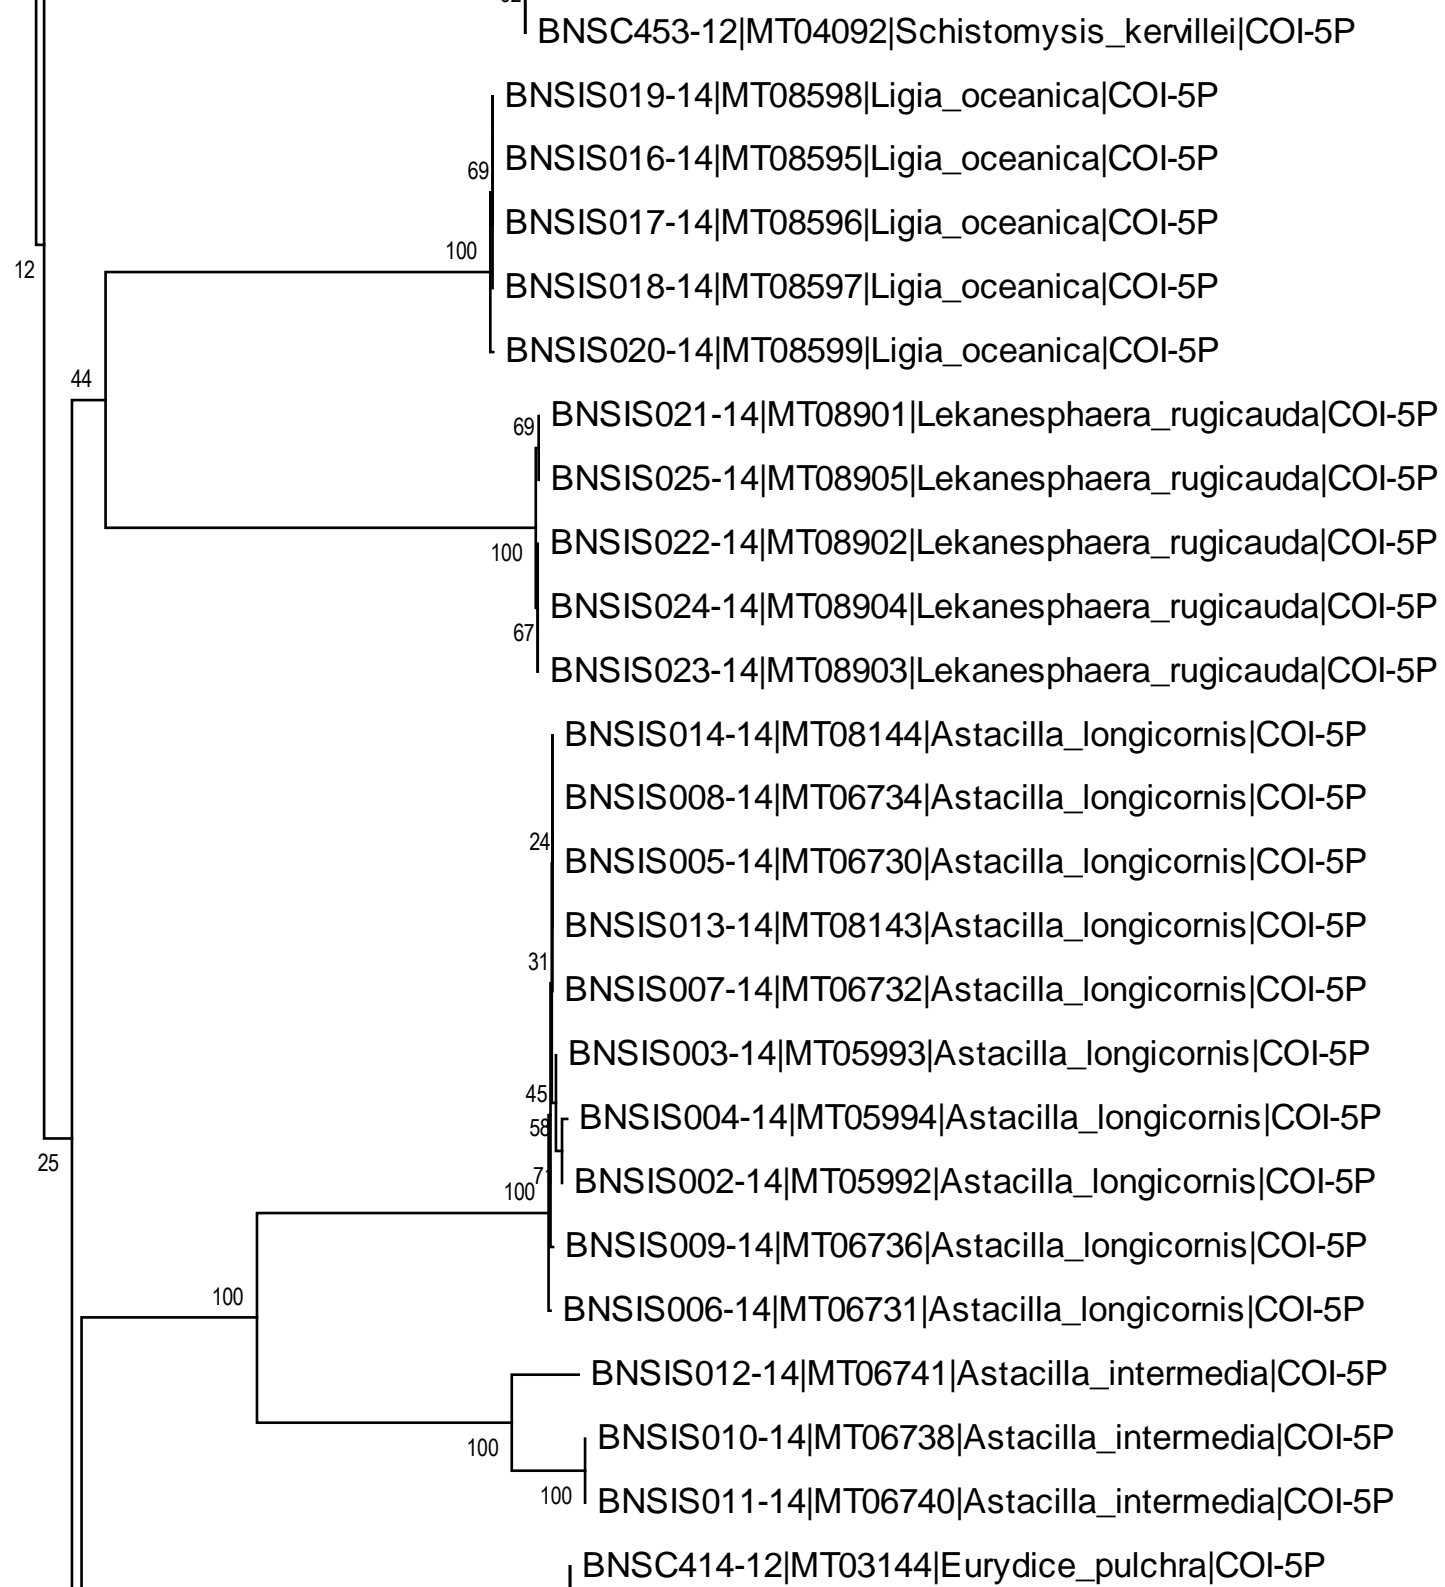 BNSC453-12|MT04092|Schistomysis_kervillei|COI-5P
BNSIS019-14|MT08598|Ligia_oceanica|COI-5P
BNSIS016-14|MT08595|Ligia_oceanica|COI-5P
69
BNSIS017-14|MT08596|Ligia_oceanica|COI-5P
100
12
BNSIS018-14|MT08597|Ligia_oceanica|COI-5P
BNSIS020-14|MT08599|Ligia_oceanica|COI-5P
44
BNSIS021-14|MT08901|Lekanesphaera_rugicauda|COI-5P
69
BNSIS025-14|MT08905|Lekanesphaera_rugicauda|COI-5P
BNSIS022-14|MT08902|Lekanesphaera_rugicauda|COI-5P
100
BNSIS024-14|MT08904|Lekanesphaera_rugicauda|COI-5P
67
BNSIS023-14|MT08903|Lekanesphaera_rugicauda|COI-5P
BNSIS014-14|MT08144|Astacilla_longicornis|COI-5P
BNSIS008-14|MT06734|Astacilla_longicornis|COI-5P
24
BNSIS005-14|MT06730|Astacilla_longicornis|COI-5P
BNSIS013-14|MT08143|Astacilla_longicornis|COI-5P
31
BNSIS007-14|MT06732|Astacilla_longicornis|COI-5P
BNSIS003-14|MT05993|Astacilla_longicornis|COI-5P
45
BNSIS004-14|MT05994|Astacilla_longicornis|COI-5P
58
25
BNSIS002-14|MT05992|Astacilla_longicornis|COI-5P
100
BNSIS009-14|MT06736|Astacilla_longicornis|COI-5P
100
BNSIS006-14|MT06731|Astacilla_longicornis|COI-5P
BNSIS012-14|MT06741|Astacilla_intermedia|COI-5P
BNSIS010-14|MT06738|Astacilla_intermedia|COI-5P
100
100
BNSIS011-14|MT06740|Astacilla_intermedia|COI-5P
BNSC414-12|MT03144|Eurydice_pulchra|COI-5P